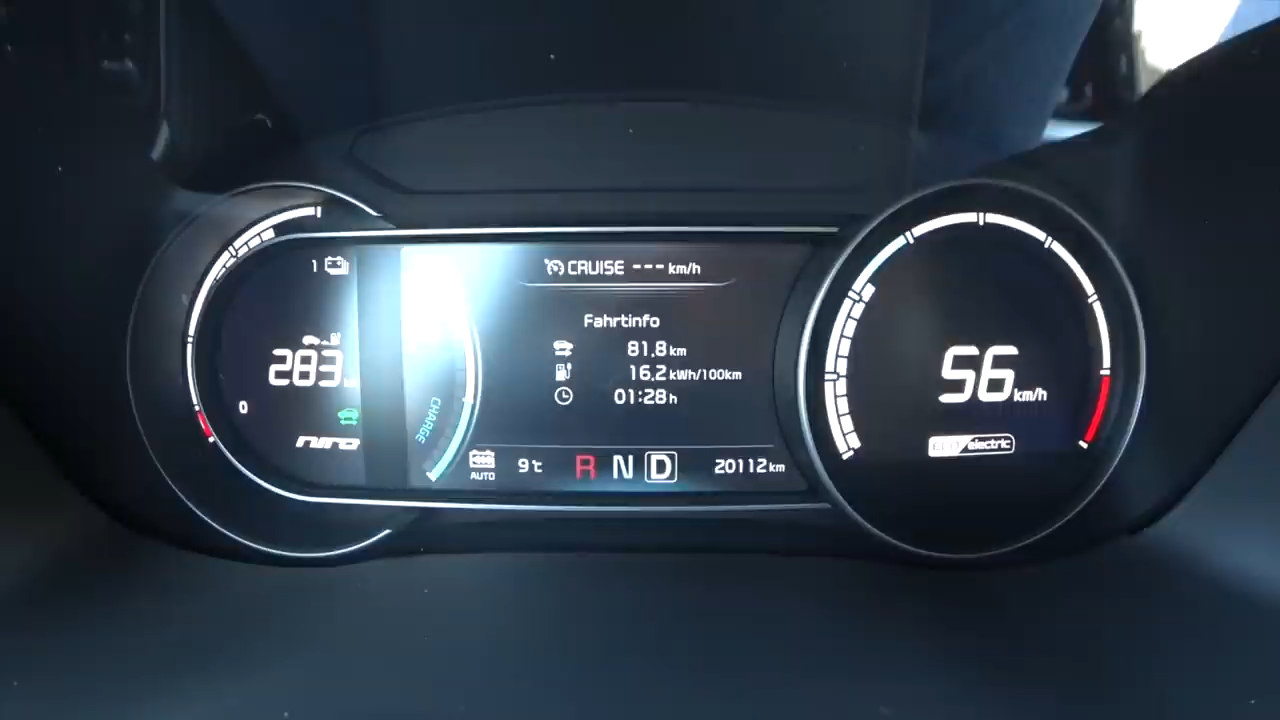 CRUISE --- km/h
1
Fahrtinfo
283
81.8 km
16.2 kWh/100km
01:28 h
56 km/h
0
CHARGE
niro
ECO electric
AUTO
9℃
R N D
20112 km